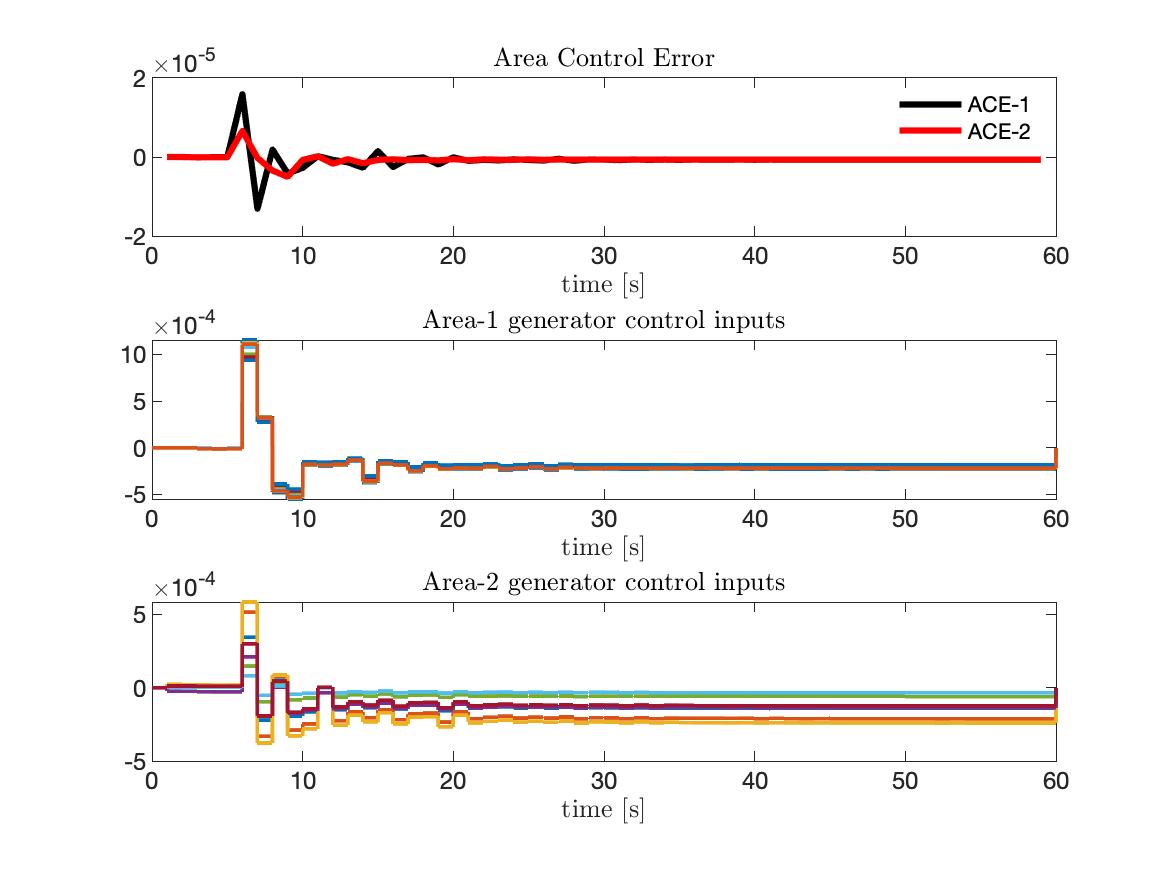 ×10-5
Area Control Error
2
0
-2
ACE-1
ACE-2
0 10 20 30 40 50 60
time [s]
×10-4
Area-1 generator control inputs
10
5
0
-5
0 10 20 30 40 50 60
time [s]
×10-4
Area-2 generator control inputs
5
0
-5
0 10 20 30 40 50 60
time [s]